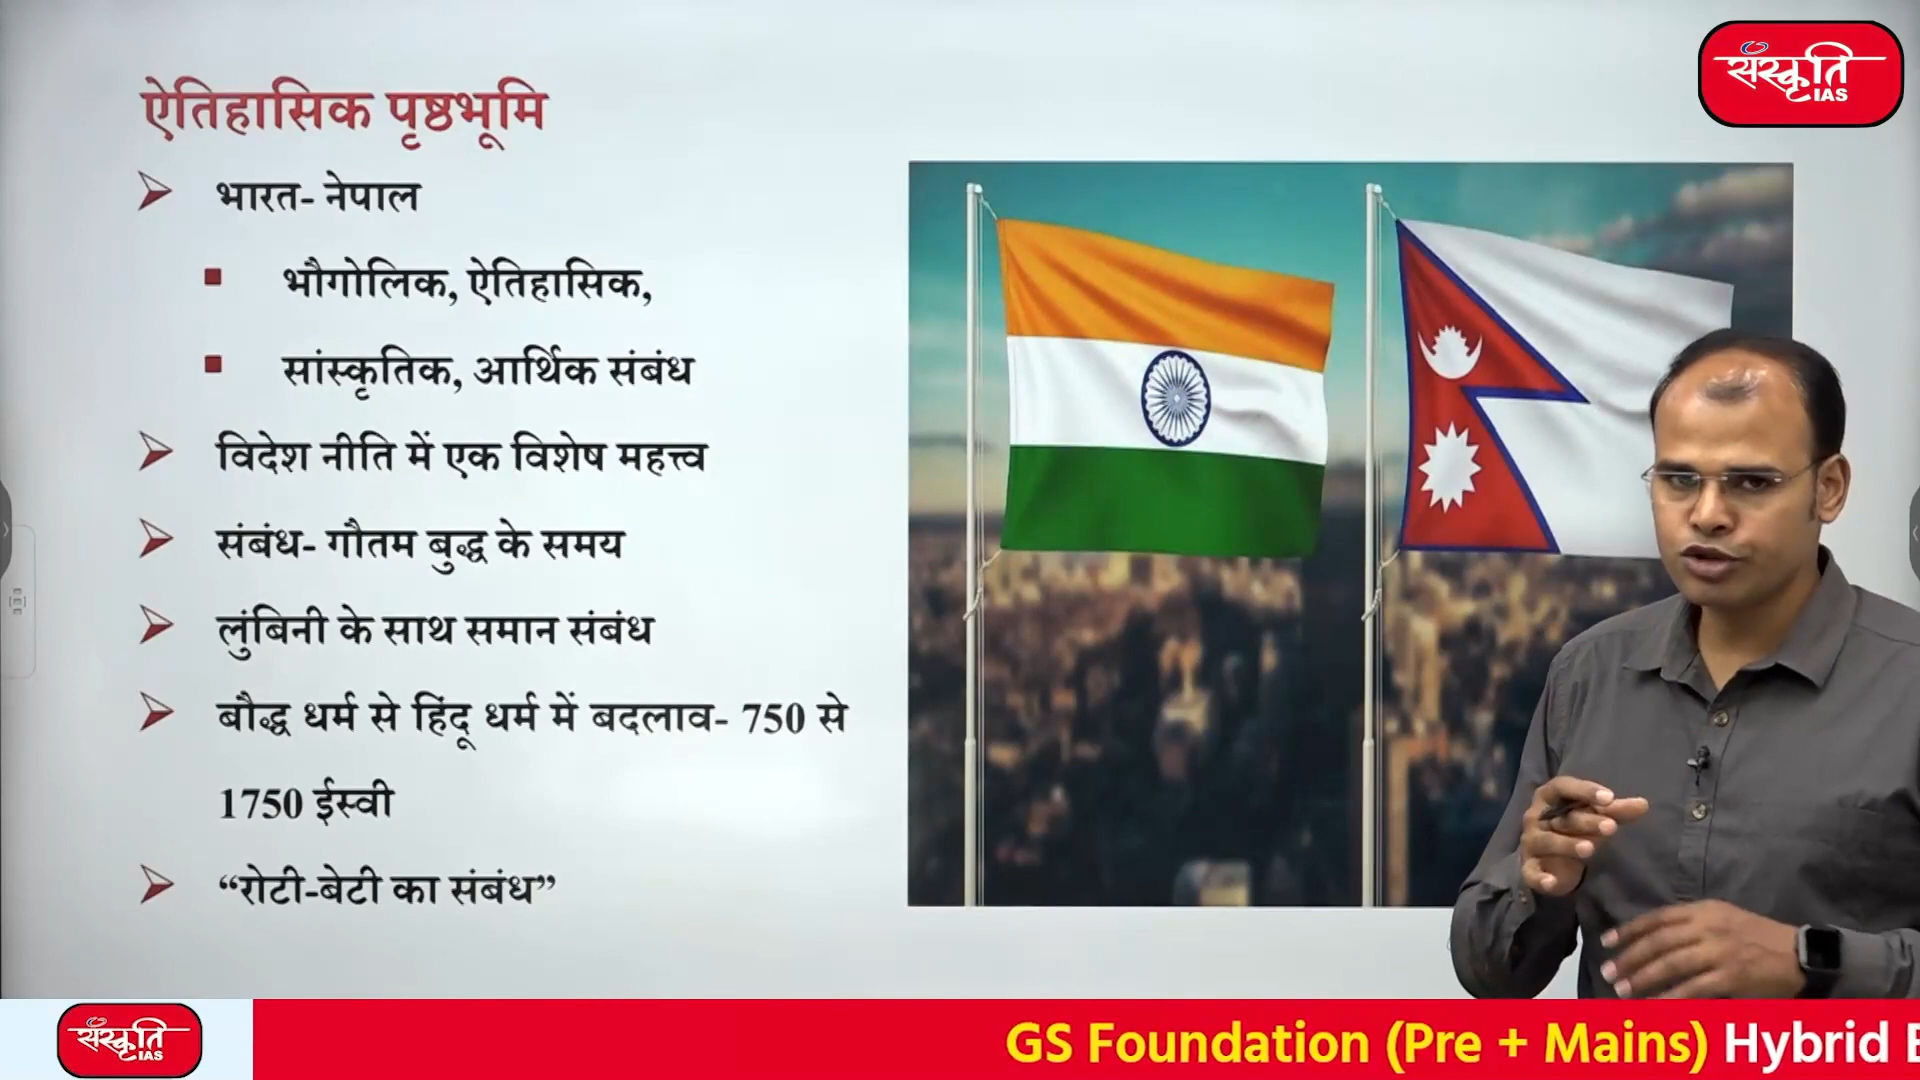 संस्कृति
IAS
ऐतिहासिक पृष्ठभूमि
भारत- नेपाल
भौगोलिक, ऐतिहासिक,
सांस्कृतिक, आर्थिक संबंध
विदेश नीति में एक विशेष महत्त्व
संबंध- गौतम बुद्ध के समय
लुंबिनी के साथ समान संबंध
बौद्ध धर्म से हिंदू धर्म में बदलाव- 750 से
1750 ईस्वी
“रोटी-बेटी का संबंध”
संस्कृति
IAS
GS Foundation (Pre + Mains) Hybrid